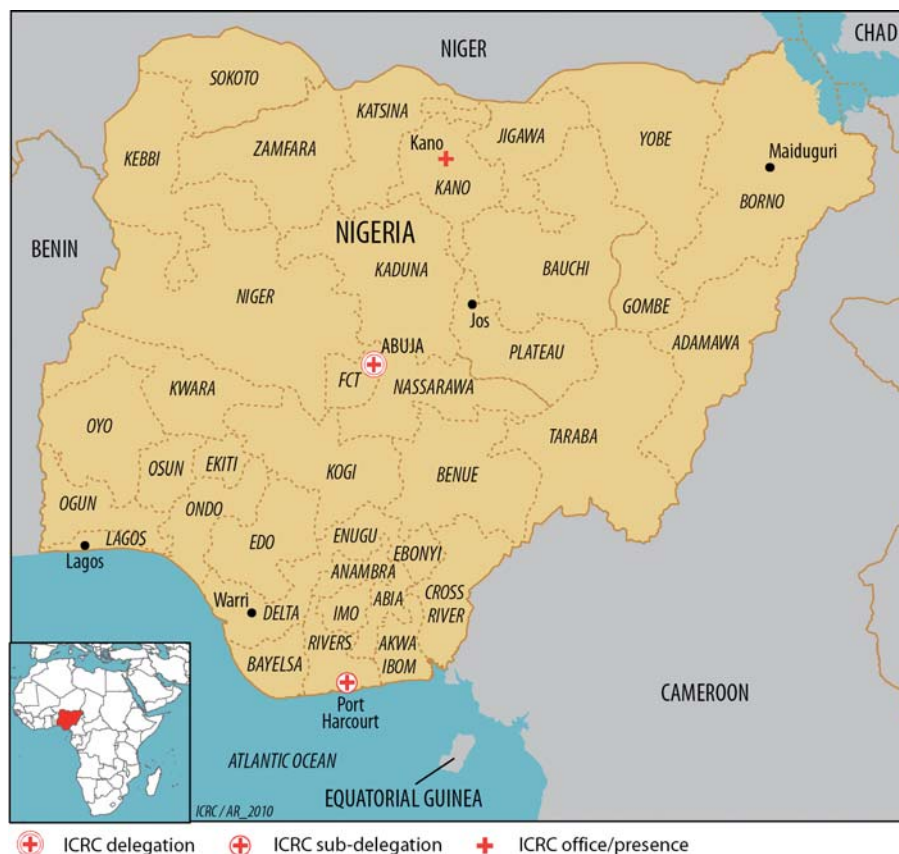 NIGER
CHAD
SOKOTO
KATSINA
JIGAWA
YOBE
KEBBI
ZAMFARA
Kano
KANO
Maiduguri
BORNO
BENIN
NIGERIA
KADUNA
BAUCHI
NIGER
GOMBE
Jos
ADAMAWA
ABUJA
PLATEAU
FCT
NASSARAWA
KWARA
OYO
TARABA
OSUN
EKITI
KOGI
BENUE
OGUN
ONDO
LAGOS
EDO
ENUGU
EBONYI
Lagos
ANAMBRA
Warri
DELTA
IMO
ABIA
CROSS
RIVER
RIVERS
AKWA
IBOM
BAYELSA
Port
Harcourt
CAMEROON
ATLANTIC OCEAN
EQUATORIAL GUINEA
ICRC / AR_2010
ICRC delegation
ICRC sub-delegation
ICRC office/presence